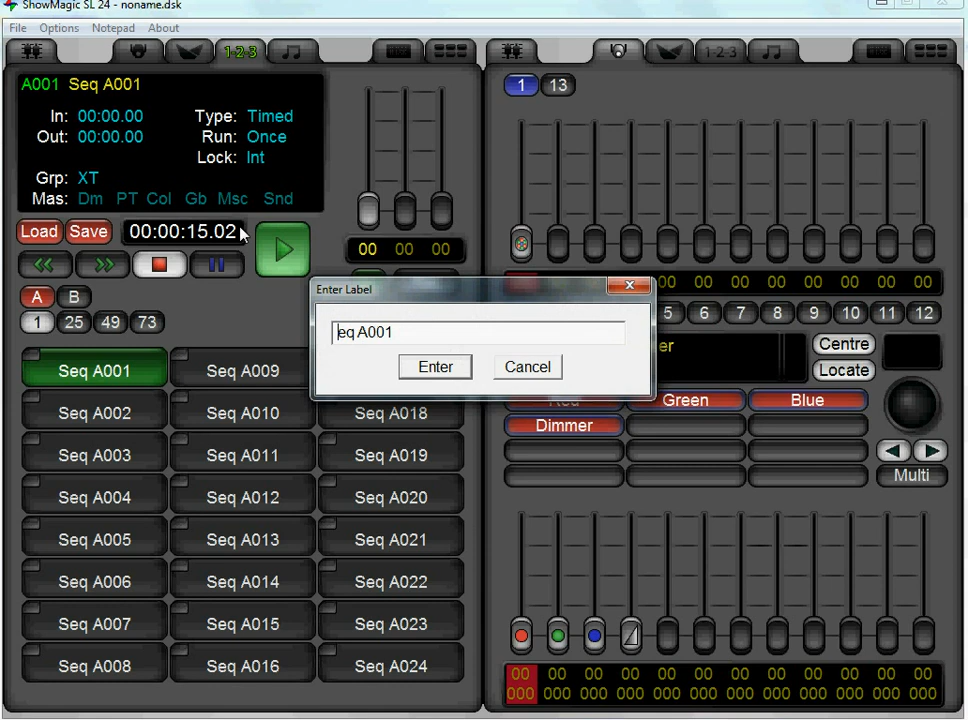 ShowMagic SL 24 - noname.dsk
File Options Notepad About
1-2-3
1-2-3
A001 Seq A001
In: 00:00.00 Type: Timed
Out: 00:00.00 Run: Once
Lock: Int
Grp: XT
Mas: Dm PT Col Gb Msc Snd
Load Save 00:00:15.02
00 00 00
A B
1 25 49 73
Seq A001 Seq A009
Seq A002 Seq A010 Seq A018
Seq A003 Seq A011 Seq A019
Seq A004 Seq A012 Seq A020
Seq A005 Seq A013 Seq A021
Seq A006 Seq A014 Seq A022
Seq A007 Seq A015 Seq A023
Seq A008 Seq A016 Seq A024
Enter Label
eq A001
Enter Cancel
1 13
00 00 00 00 00 00 00 00
5 6 7 8 9 10 11 12
er
Centre
Locate
Red Green Blue
Dimmer
Multi
00 00 00 00 00 00 00 00 00 00 00 00
000 000 000 000 000 000 000 000 000 000 000 000